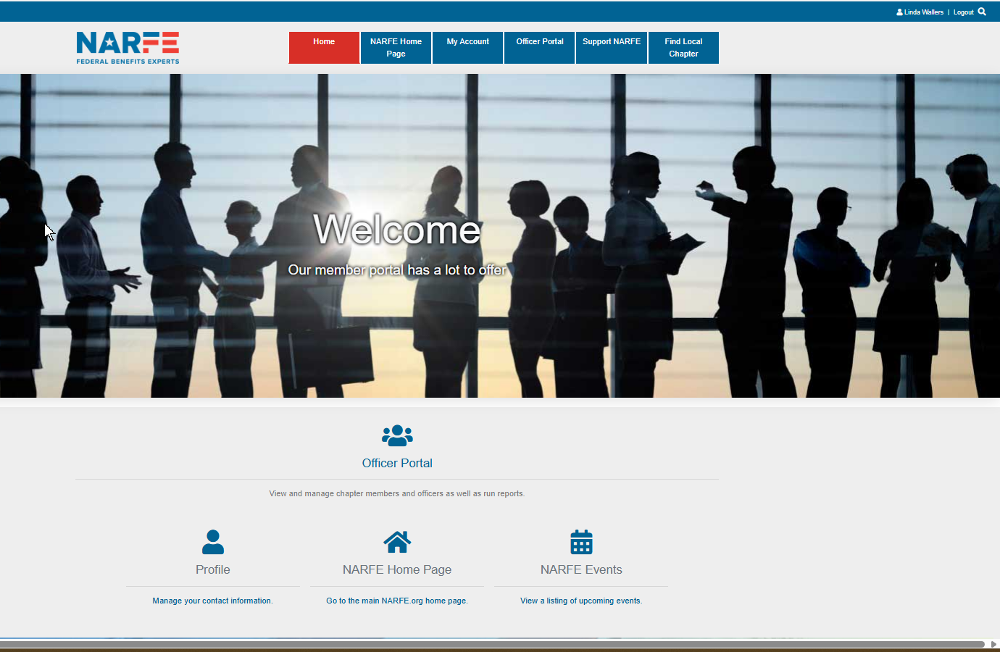 Linda Wallers | Logout
NARFE
FEDERAL BENEFITS EXPERTS
Home
NARFE Home
Page
My Account
Officer Portal
Support NARFE
Find Local
Chapter
Welcome
Our member portal has a lot to offer
Officer Portal
View and manage chapter members and officers as well as run reports.
Profile
Manage your contact information.
NARFE Home Page
Go to the main NARFE.org home page.
NARFE Events
View a listing of upcoming events.